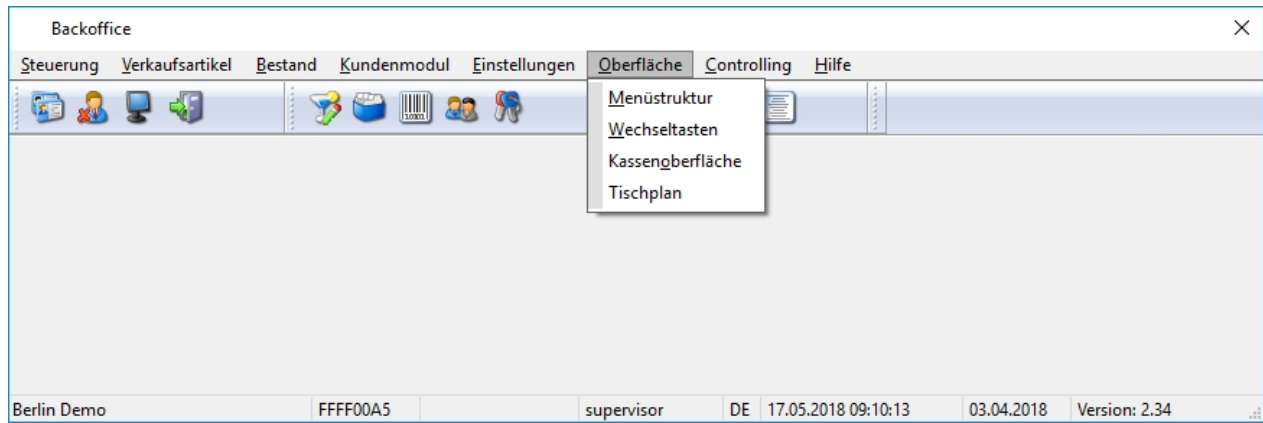 Backoffice
Steuerung Verkaufsartikel Bestand Kundenmodul Einstellungen Oberfläche Controlling Hilfe
Menüstruktur
Wechseltasten
Kassenoberfläche
Tischplan
Berlin Demo FFFF00A5 supervisor DE 17.05.2018 09:10:13 03.04.2018 Version: 2.34